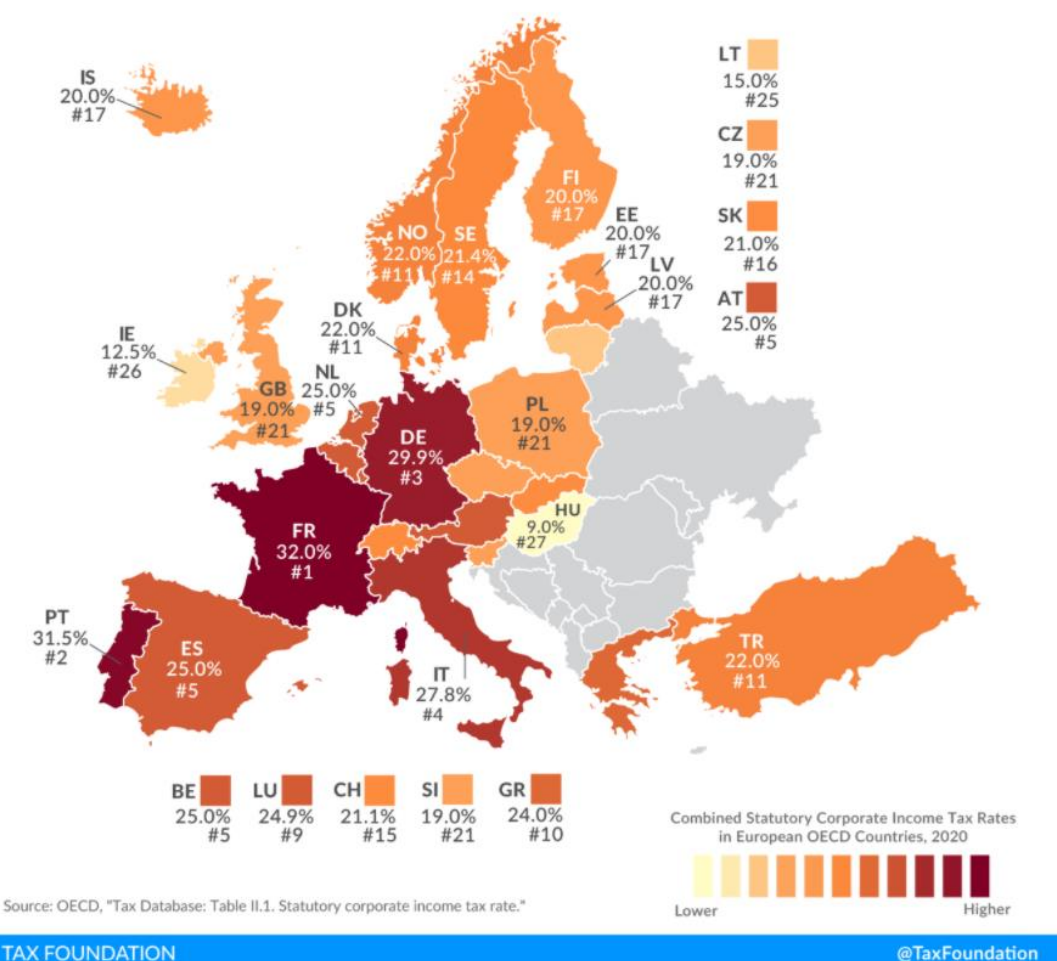 IS
20.0%
#17
LT
15.0%
#25
CZ
19.0%
#21
SK
21.0%
#16
AT
25.0%
#5
FI
20.0%
#17
EE
20.0%
#17
LV
20.0%
#17
NO
22.0%
#11
SE
21.4%
#14
DK
22.0%
#11
IE
12.5%
#26
GB
19.0%
#21
NL
25.0%
#5
PL
19.0%
#21
DE
29.9%
#3
HU
9.0%
#27
FR
32.0%
#1
PT
31.5%
#2
ES
25.0%
#5
IT
27.8%
#4
TR
22.0%
#11
BE
25.0%
#5
LU
24.9%
#9
CH
21.1%
#15
SI
19.0%
#21
GR
24.0%
#10
Combined Statutory Corporate Income Tax Rates
in European OECD Countries, 2020
Lower
Higher
Source: OECD, "Tax Database: Table II.1. Statutory corporate income tax rate."
TAX FOUNDATION
@TaxFoundation